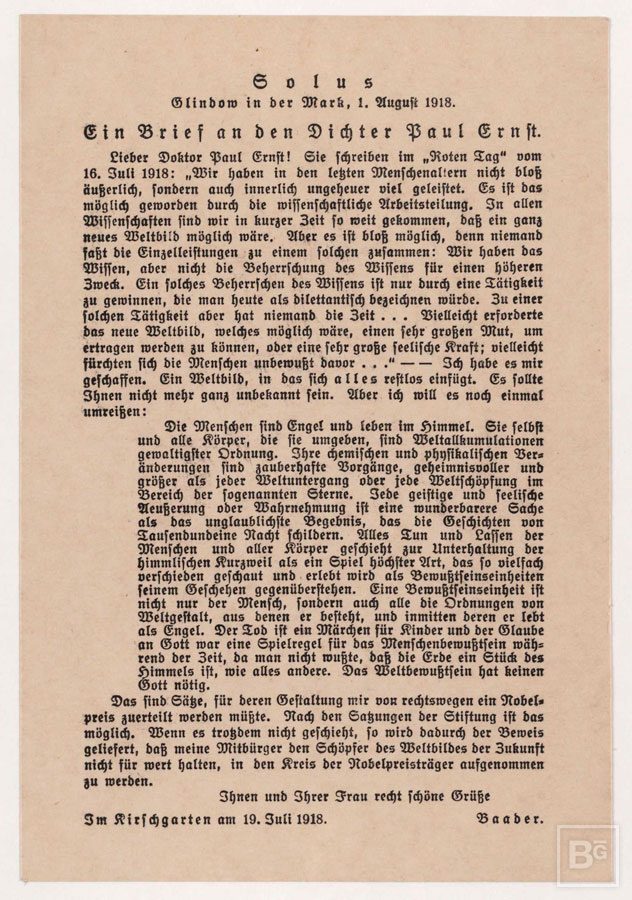 Solus
Glindow in der Mark, 1. August 1918.
Ein Brief an den Dichter Paul Ernst.
Lieber Doktor Paul Ernst! Sie schreiben im „Roten Tag“ vom
16. Juli 1918: „Wir haben in den letzten Menschenaltern nicht bloß
äußerlich, sondern auch innerlich ungeheuer viel geleistet. Es ist das
möglich geworden durch die wissenschaftliche Arbeitsteilung. In allen
Wissenschaften sind wir in kurzer Zeit so weit gekommen, daß ein ganz
neues Weltbild möglich wäre. Aber es ist bloß möglich, denn niemand
faßt die Einzelleistungen zu einem solchen zusammen: Wir haben das
Wissen, aber nicht die Beherrschung des Wissens für einen höheren
Zweck. Ein solches Beherrschen des Wissens ist nur durch eine Tätigkeit
zu gewinnen, die man heute als dilettantisch bezeichnen würde. Zu einer
solchen Tätigkeit aber hat niemand die Zeit . . . Vielleicht erforderte
das neue Weltbild, welches möglich wäre, einen sehr großen Mut, um
ertragen werden zu können, oder eine sehr große seelische Kraft; vielleicht
fürchten sich die Menschen unbewußt davor . . .“ — — Ich habe es mir
geschaffen. Ein Weltbild, in das sich alles restlos einfügt. Es sollte
Ihnen nicht mehr ganz unbekannt sein. Aber ich will es noch einmal
umreißen:
Die Menschen sind Engel und leben im Himmel. Sie selbst
und alle Körper, die sie umgeben, sind Weltallkumulationen
gewaltigster Ordnung. Ihre chemischen und physikalischen Ver-
änderungen sind zauberhafte Vorgänge, geheimnisvoller und
größer als jeder Weltuntergang oder jede Weltschöpfung im
Bereich der sogenannten Sterne. Jede geistige und seelische
Aeußerung oder Wahrnehmung ist eine wunderbarere Sache
als das unglaublichste Begebnis, das die Geschichten von
Tausendundeine Nacht schildern. Alles Tun und Lassen der
Menschen und aller Körper geschieht zur Unterhaltung der
himmlischen Kurzweil als ein Spiel höchster Art, das so vielfach
verschieden geschaut und erlebt wird als Bewußtseinseinheiten
seinem Geschehen gegenüberstehen. Eine Bewußtseinseinheit ist
nicht nur der Mensch, sondern auch alle die Ordnungen von
Weltgestalt, aus denen er besteht, und inmitten deren er lebt
als Engel. Der Tod ist ein Märchen für Kinder und der Glaube
an Gott war eine Spielregel für das Menschenbewußtsein wäh-
rend der Zeit, da man nicht wußte, daß die Erde ein Stück des
Himmels ist, wie alles andere. Das Weltbewußtsein hat keinen
Gott nötig.
Das sind Sätze, für deren Gestaltung mir von rechtswegen ein Nobel-
preis zuerteilt werden müßte. Nach den Satzungen der Stiftung ist das
möglich. Wenn es trotzdem nicht geschieht, so wird dadurch der Beweis
geliefert, daß meine Mitbürger den Schöpfer des Weltbildes der Zukunft
nicht für wert halten, in den Kreis der Nobelpreisträger aufgenommen
zu werden.
Ihnen und Ihrer Frau recht schöne Grüße
Im Kirschgarten am 19. Juli 1918. Baader.
BG